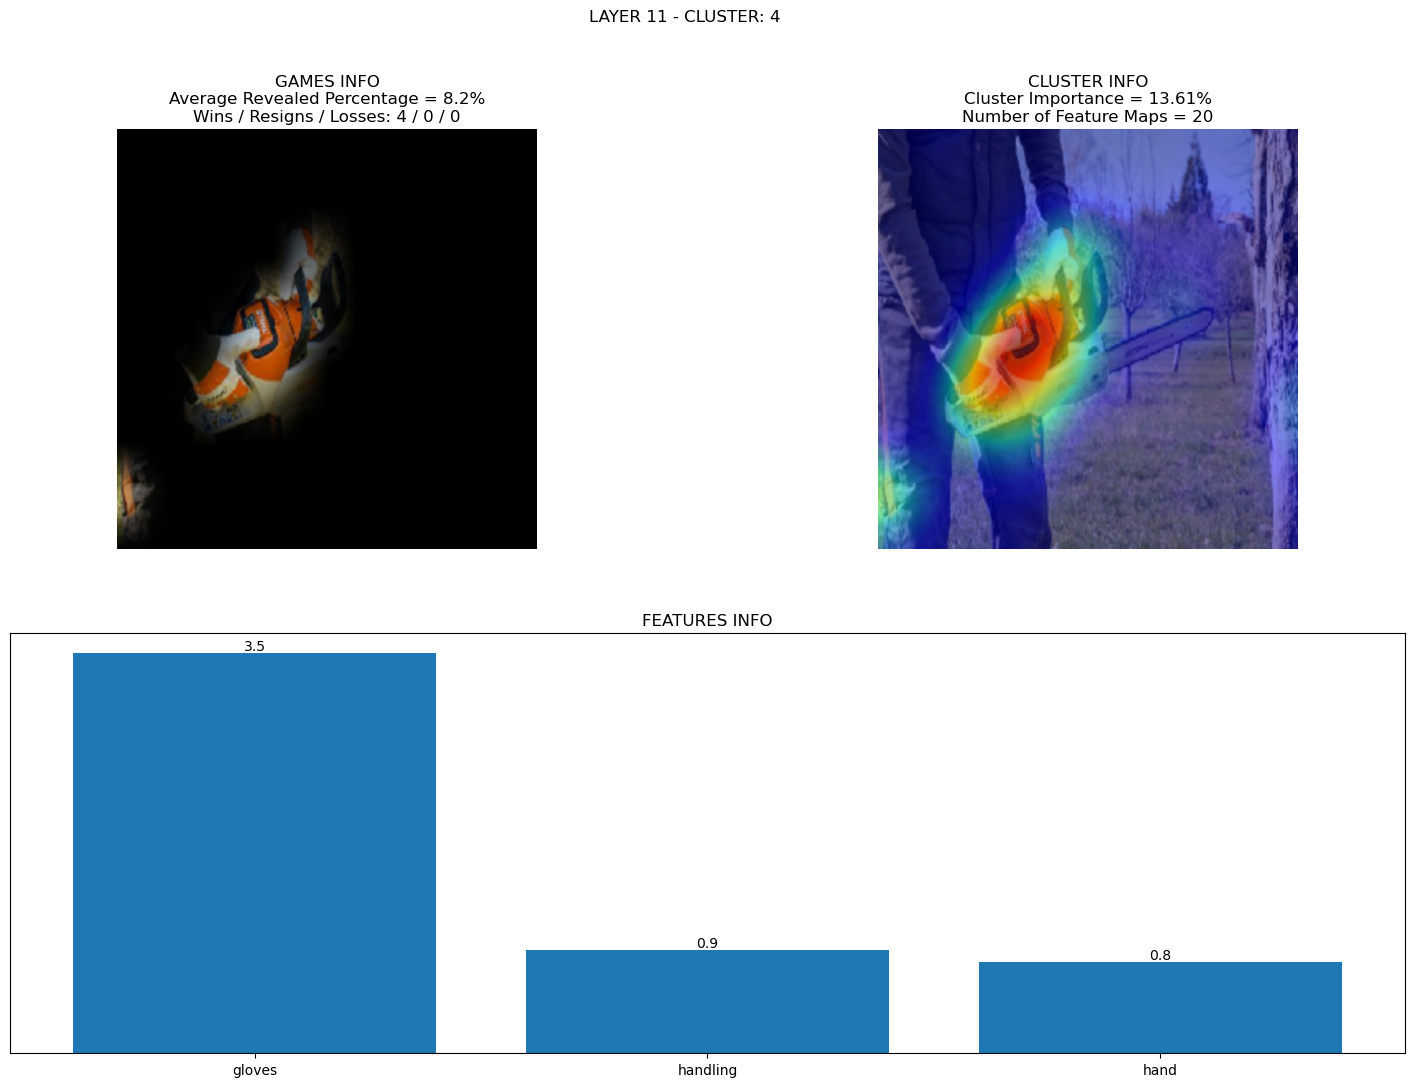 LAYER 11 - CLUSTER: 4
GAMES INFO
Average Revealed Percentage = 8.2%
Wins / Resigns / Losses: 4 / 0 / 0
CLUSTER INFO
Cluster Importance = 13.61%
Number of Feature Maps = 20
FEATURES INFO
3.5
0.9
0.8
gloves
handling
hand